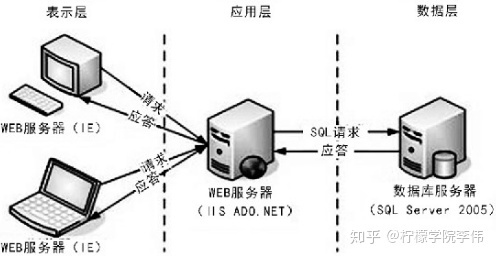 表示层
应用层
数据层
请求
应答
WEB服务器（IE）
请求
应答
WEB服务器（IE）
WEB服务器
（IIS ADO.NET）
SQL请求
应答
数据库服务器
（SQL Server 2005）
知乎 @柠檬学院李伟